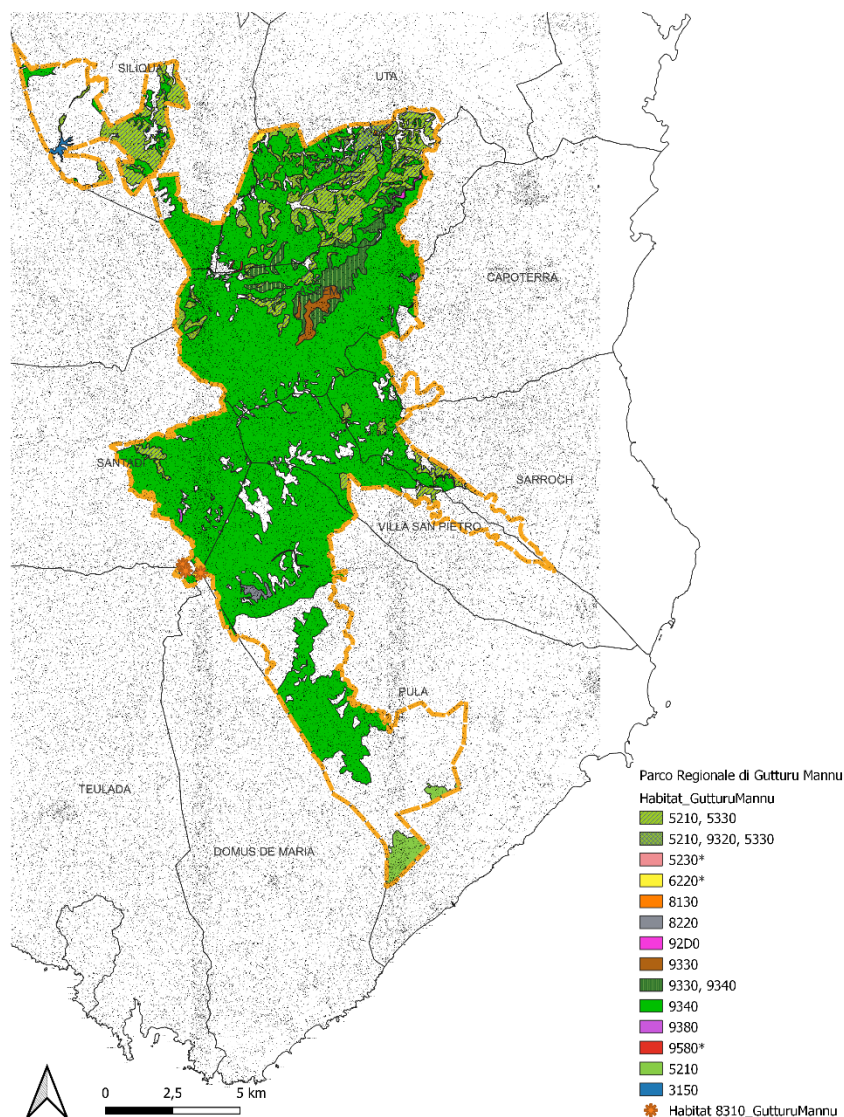 SILIQUA
UTA
CAPOTERRA
SANTADI
SARROCH
VILLA SAN PIETRO
PULA
TEULADA
DOMUS DE MARIA
Parco Regionale di Gutturu Mannu
Habitat_GutturuMannu
5210, 5330
5210, 9320, 5330
5230*
6220*
8130
8220
92D0
9330
9330, 9340
9340
9380
9580*
5210
3150
Habitat 8310_GutturuMannu
0 2,5 5 km